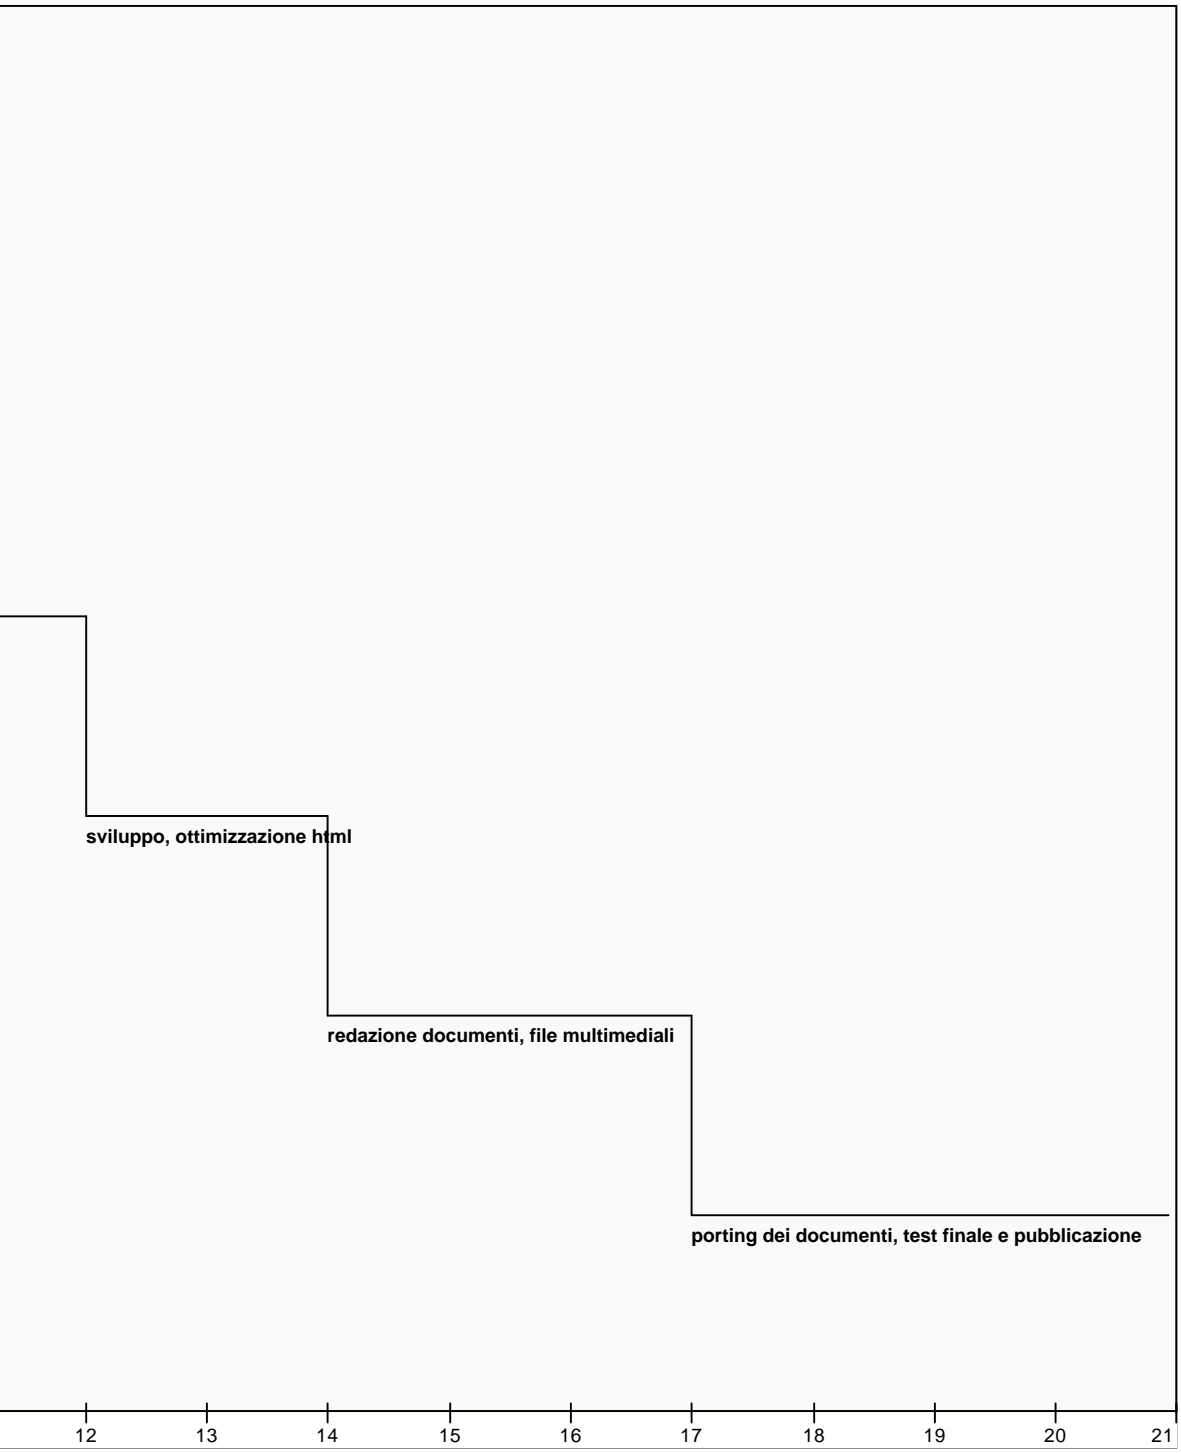 sviluppo, ottimizzazione html
redazione documenti, file multimediali
porting dei documenti, test finale e pubblicazione
12 13 14 15 16 17 18 19 20 21